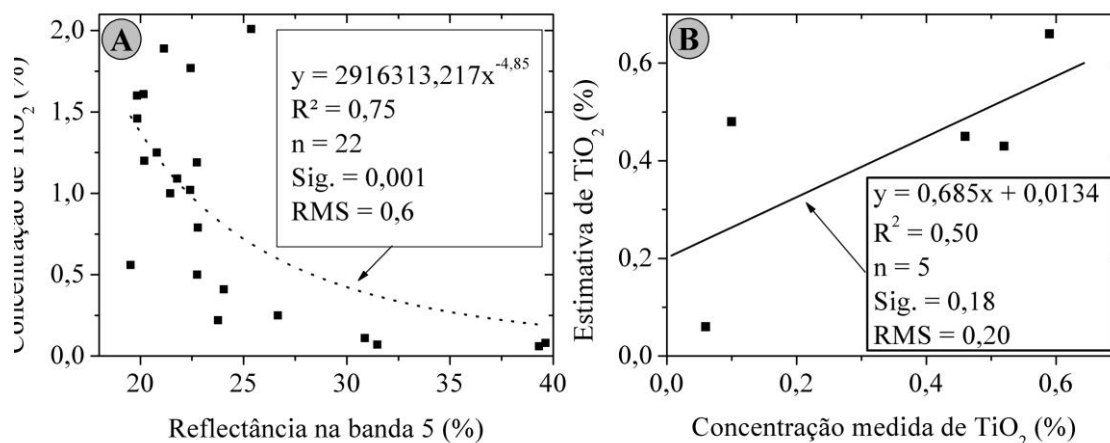 A
2,0
1,5
1,0
0,5
0,0
20
25
30
35
40
Concentração de TiO₂ (%)
Reflectância na banda 5 (%)
y = 2916313,217x⁻⁴,⁸⁵
R² = 0,75
n = 22
Sig. = 0,001
RMS = 0,6
B
0,6
0,4
0,2
0,0
0,0
0,2
0,4
0,6
Estimativa de TiO₂ (%)
Concentração medida de TiO₂ (%)
y = 0,685x + 0,0134
R² = 0,50
n = 5
Sig. = 0,18
RMS = 0,20